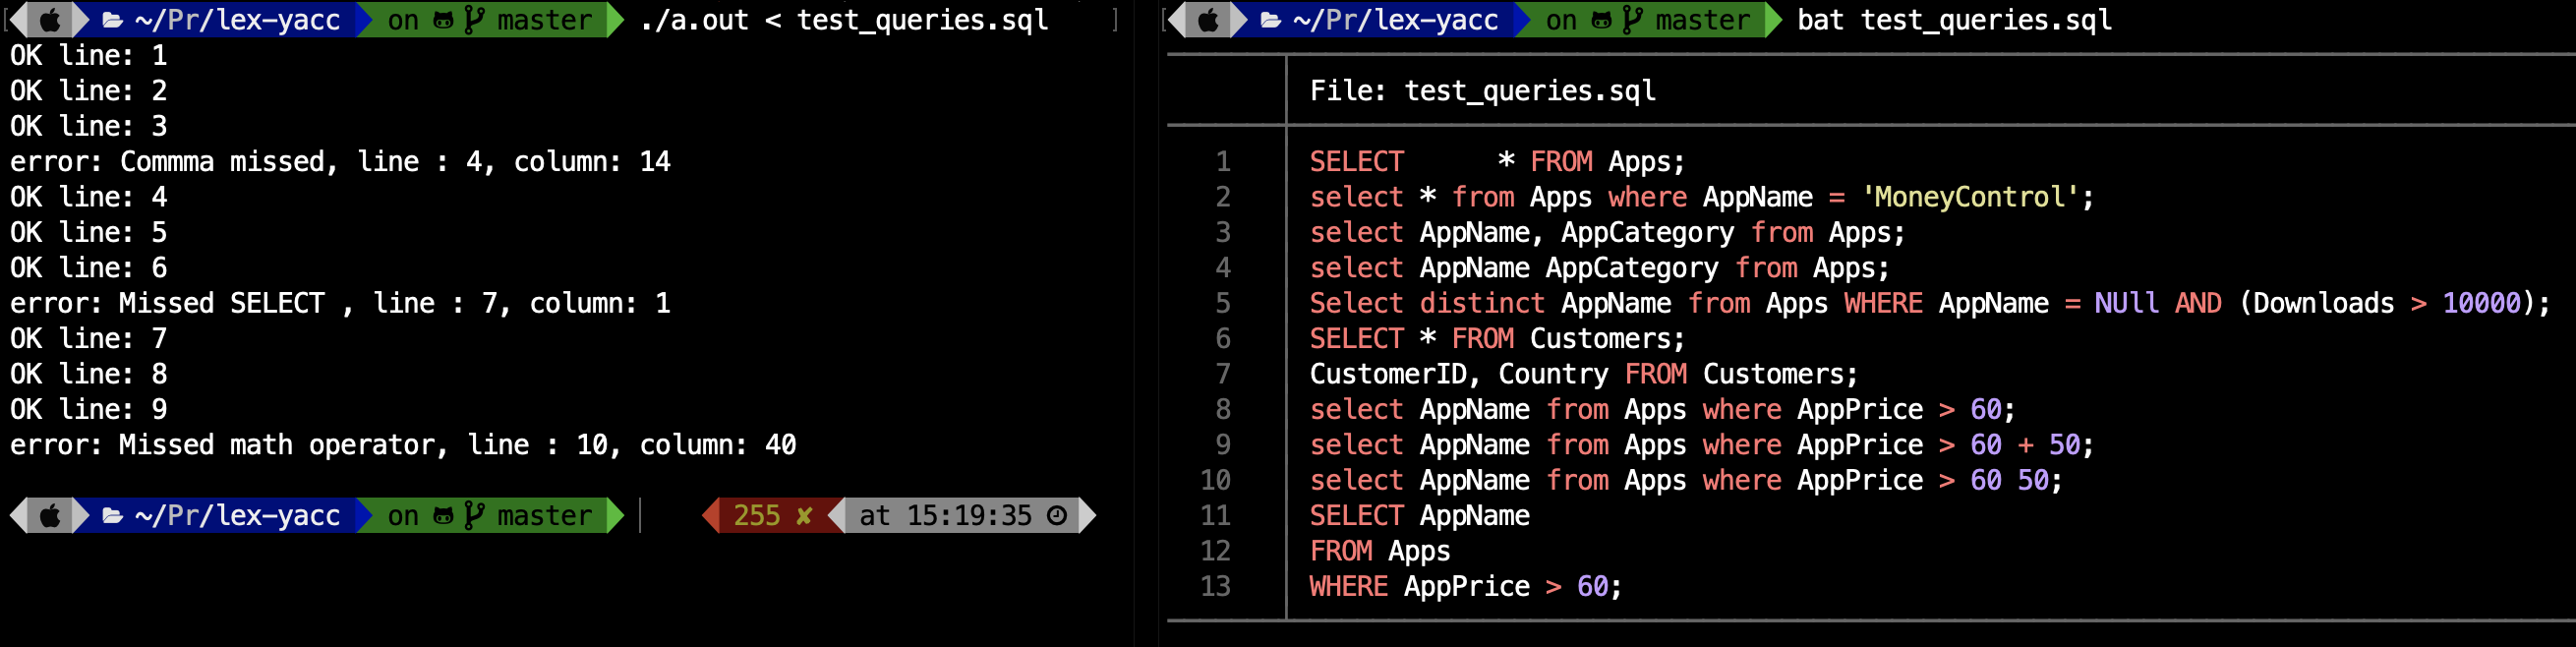 ~/Pr/lex-yacc on master ./a.out < test_queries.sql
OK line: 1
OK line: 2
OK line: 3
error: Commma missed, line : 4, column: 14
OK line: 4
OK line: 5
OK line: 6
error: Missed SELECT , line : 7, column: 1
OK line: 7
OK line: 8
OK line: 9
error: Missed math operator, line : 10, column: 40
~/Pr/lex-yacc on master 255 ✘ at 15:19:35
~/Pr/lex-yacc on master bat test_queries.sql
File: test_queries.sql
1 SELECT      * FROM Apps;
2 select * from Apps where AppName = 'MoneyControl';
3 select AppName, AppCategory from Apps;
4 select AppName AppCategory from Apps;
5 Select distinct AppName from Apps WHERE AppName = NUll AND (Downloads > 10000);
6 SELECT * FROM Customers;
7 CustomerID, Country FROM Customers;
8 select AppName from Apps where AppPrice > 60;
9 select AppName from Apps where AppPrice > 60 + 50;
10 select AppName from Apps where AppPrice > 60 50;
11 SELECT AppName
12 FROM Apps
13 WHERE AppPrice > 60;